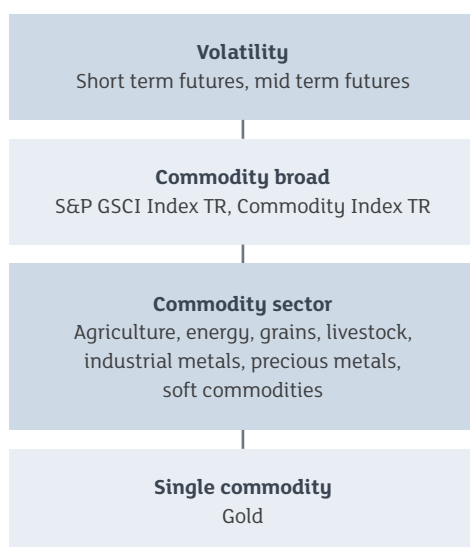 Volatility
Short term futures, mid term futures
Commodity broad
S&P GSCI Index TR, Commodity Index TR
Commodity sector
Agriculture, energy, grains, livestock,
industrial metals, precious metals,
soft commodities
Single commodity
Gold